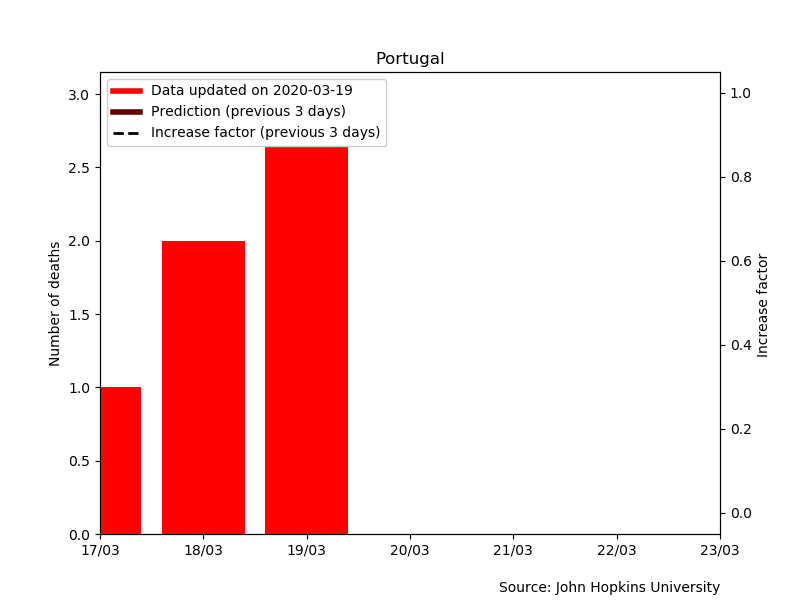 Portugal
Data updated on 2020-03-19
Prediction (previous 3 days)
Increase factor (previous 3 days)
Number of deaths
3.0
2.5
2.0
1.5
1.0
0.5
0.0
1.0
0.8
0.6
0.4
0.2
0.0
Increase factor
17/03 18/03 19/03 20/03 21/03 22/03 23/03
Source: John Hopkins University